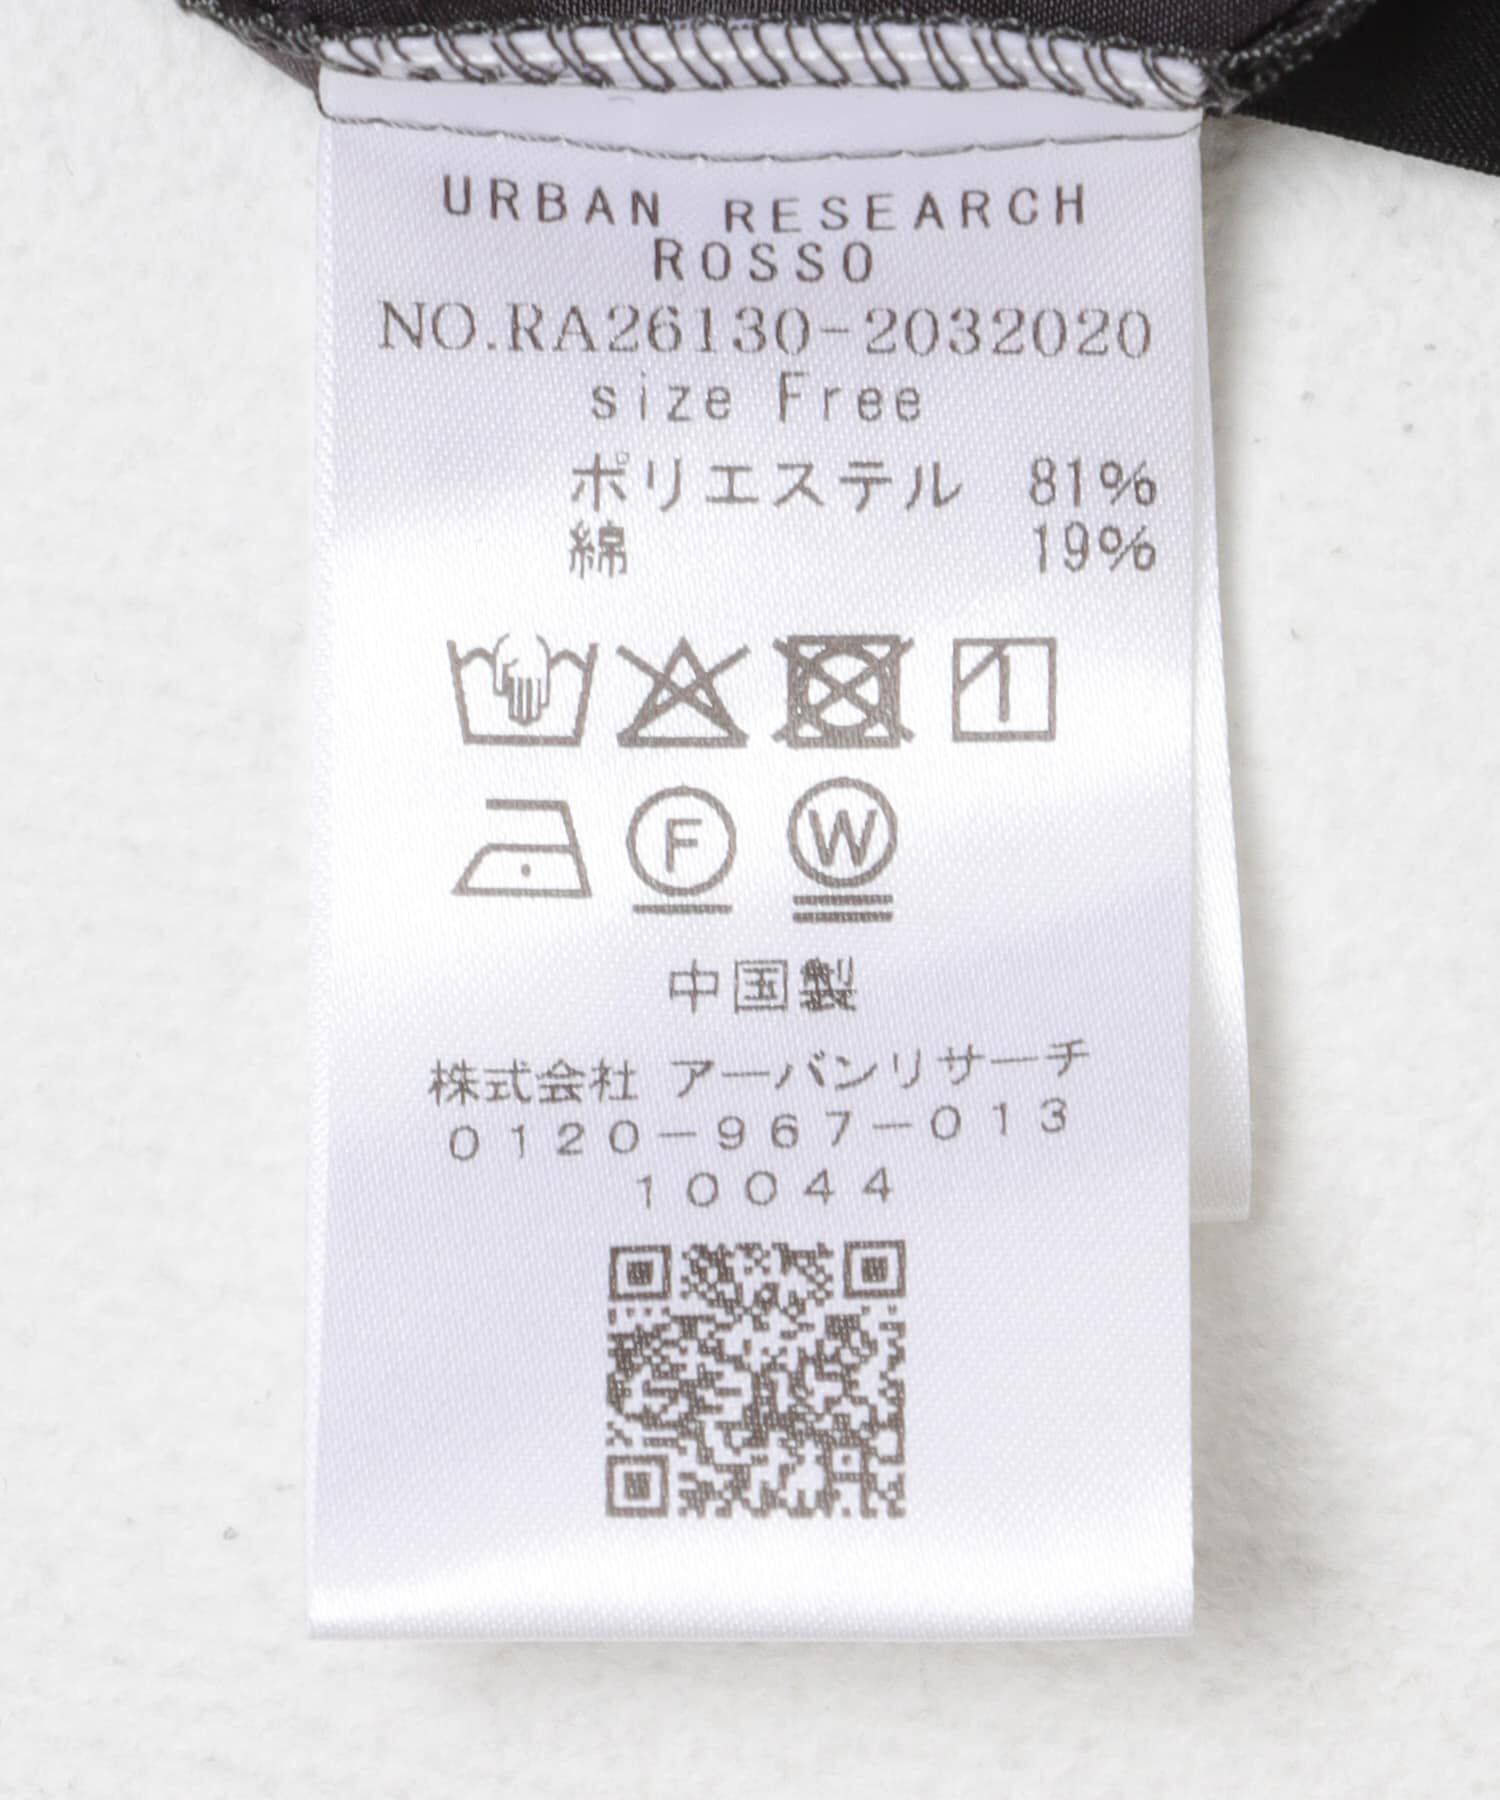 URBAN RESEARCH
ROSSO
NO.RA26130-2032020
size Free
ポリエステル 81%
綿 19%
F W
中国製
株式会社 アーバンリサーチ
0120-967-013
10044